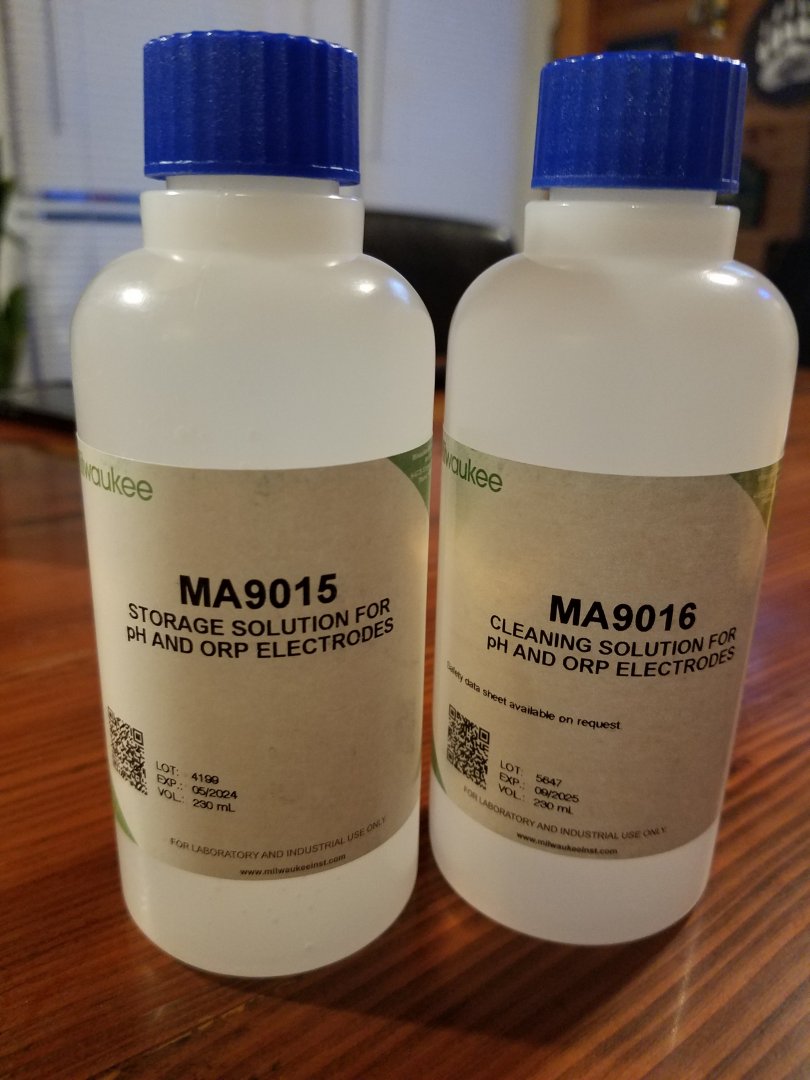 waukee
MA9015
STORAGE SOLUTION FOR
pH AND ORP ELECTRODES
LOT: 4199
EXP.: 05/2024
VOL.: 230 mL
FOR LABORATORY AND INDUSTRIAL USE ONLY.
www.milwaukeeinst.com
waukee
MA9016
CLEANING SOLUTION FOR
pH AND ORP ELECTRODES
Safety data sheet available on request.
LOT: 5647
EXP.: 09/2025
VOL.: 230 mL
FOR LABORATORY AND INDUSTRIAL USE ONLY.
www.milwaukeeinst.com